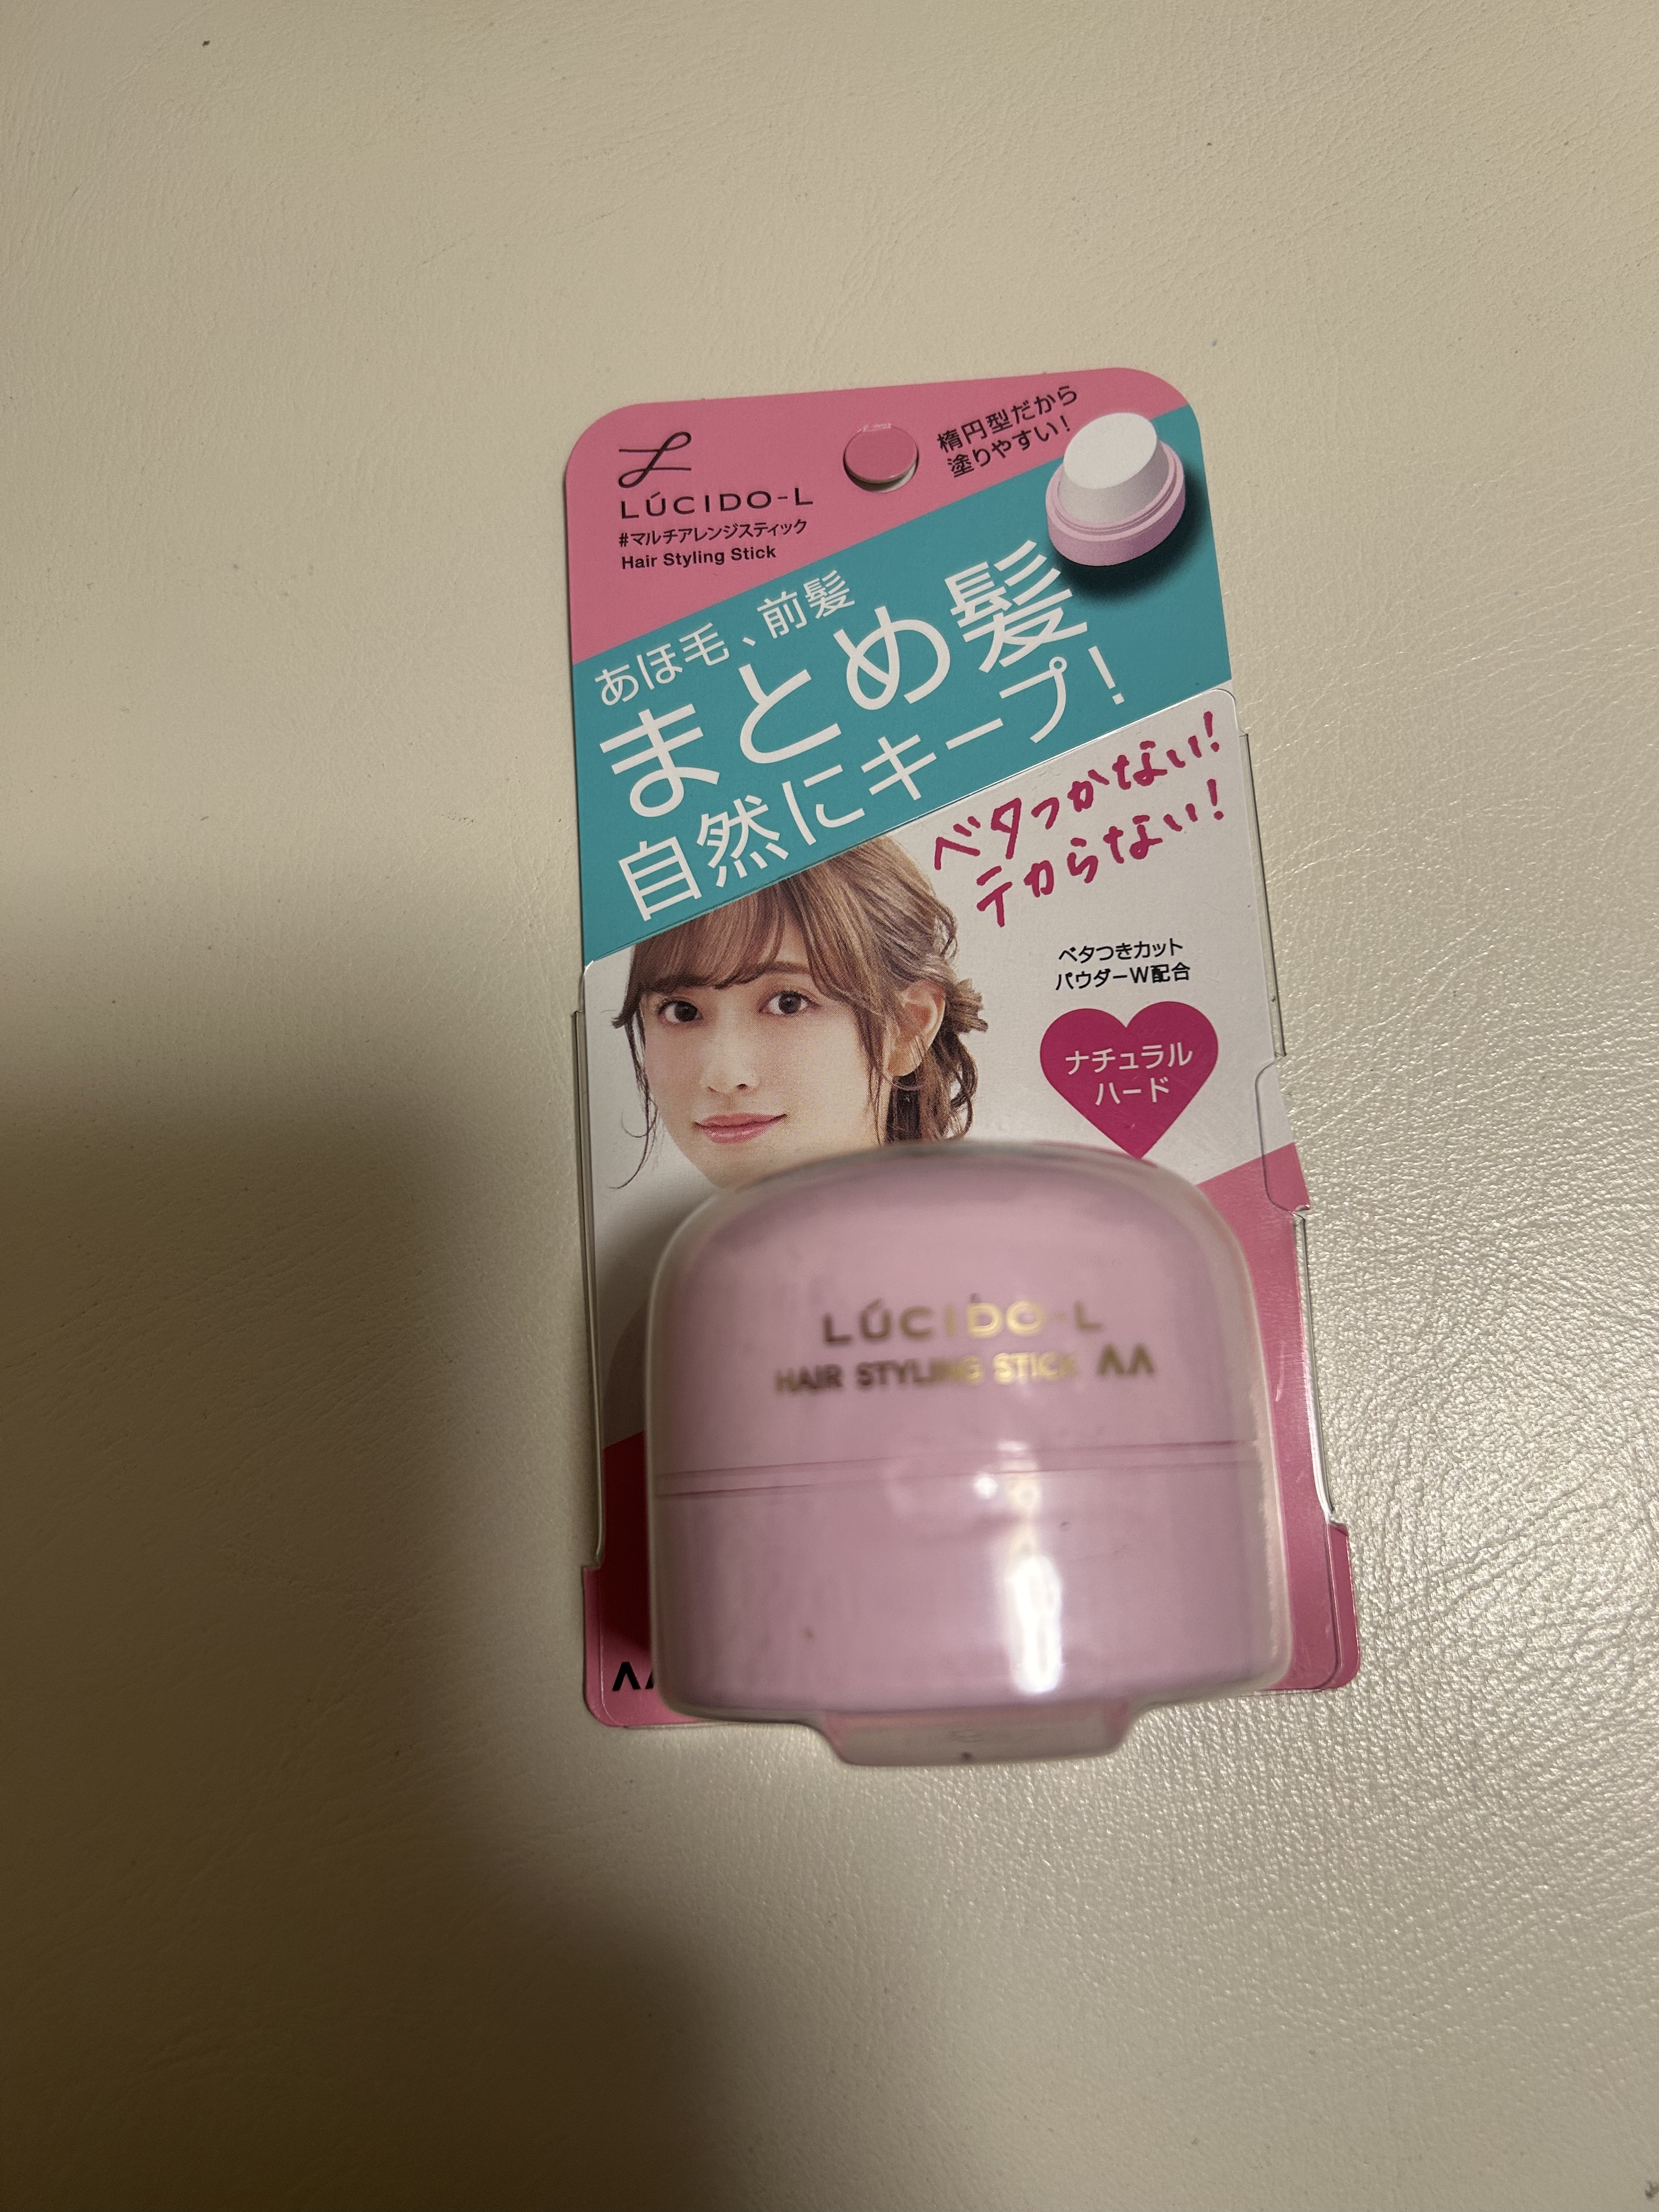 LÚCIDO-L
#マルチアレンジスティック
Hair Styling Stick
楕円型だから
塗りやすい!
あほ毛、前髪
まとめ髪
自然にキープ!
ベタつかない!
テカらない!
ベタつきカット
パウダーW配合
ナチュラル
ハード
LÚCIDO-L
HAIR STYLING STICK